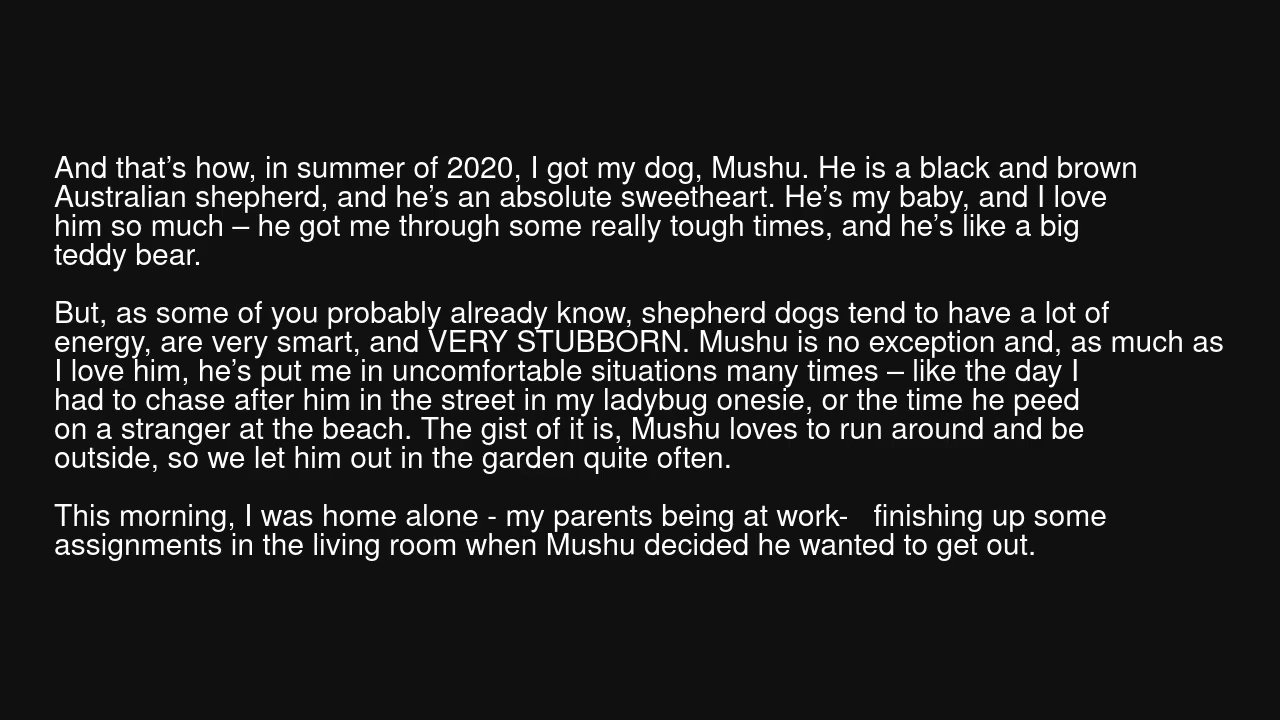 And that’s how, in summer of 2020, I got my dog, Mushu. He is a black and brown
Australian shepherd, and he’s an absolute sweetheart. He’s my baby, and I love
him so much – he got me through some really tough times, and he’s like a big
teddy bear.
But, as some of you probably already know, shepherd dogs tend to have a lot of
energy, are very smart, and VERY STUBBORN. Mushu is no exception and, as much as
I love him, he’s put me in uncomfortable situations many times – like the day I
had to chase after him in the street in my ladybug onesie, or the time he peed
on a stranger at the beach. The gist of it is, Mushu loves to run around and be
outside, so we let him out in the garden quite often.
This morning, I was home alone - my parents being at work-   finishing up some
assignments in the living room when Mushu decided he wanted to get out.